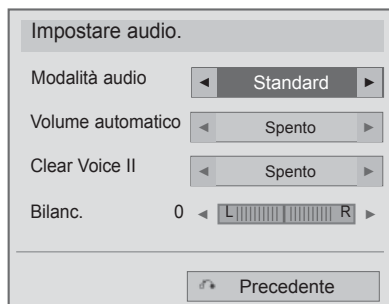 Impostare audio.
Modalità audio ◄ Standard ►
Volume automatico ◄ Spento ►
Clear Voice II ◄ Spento ►
Bilanc. 0 ◄ L R ►
Precedente